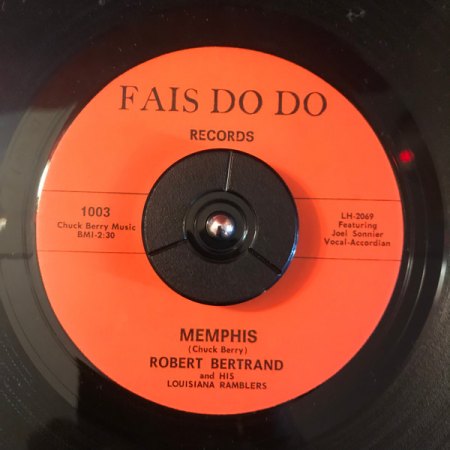 FAIS DO DO
RECORDS
1003
Chuck Berry Music
BMI-2:30
LH-2069
Featuring
Joel Sonnier
Vocal-Accordian
MEMPHIS
(Chuck Berry)
ROBERT BERTRAND
and HIS
LOUISIANA RAMBLERS